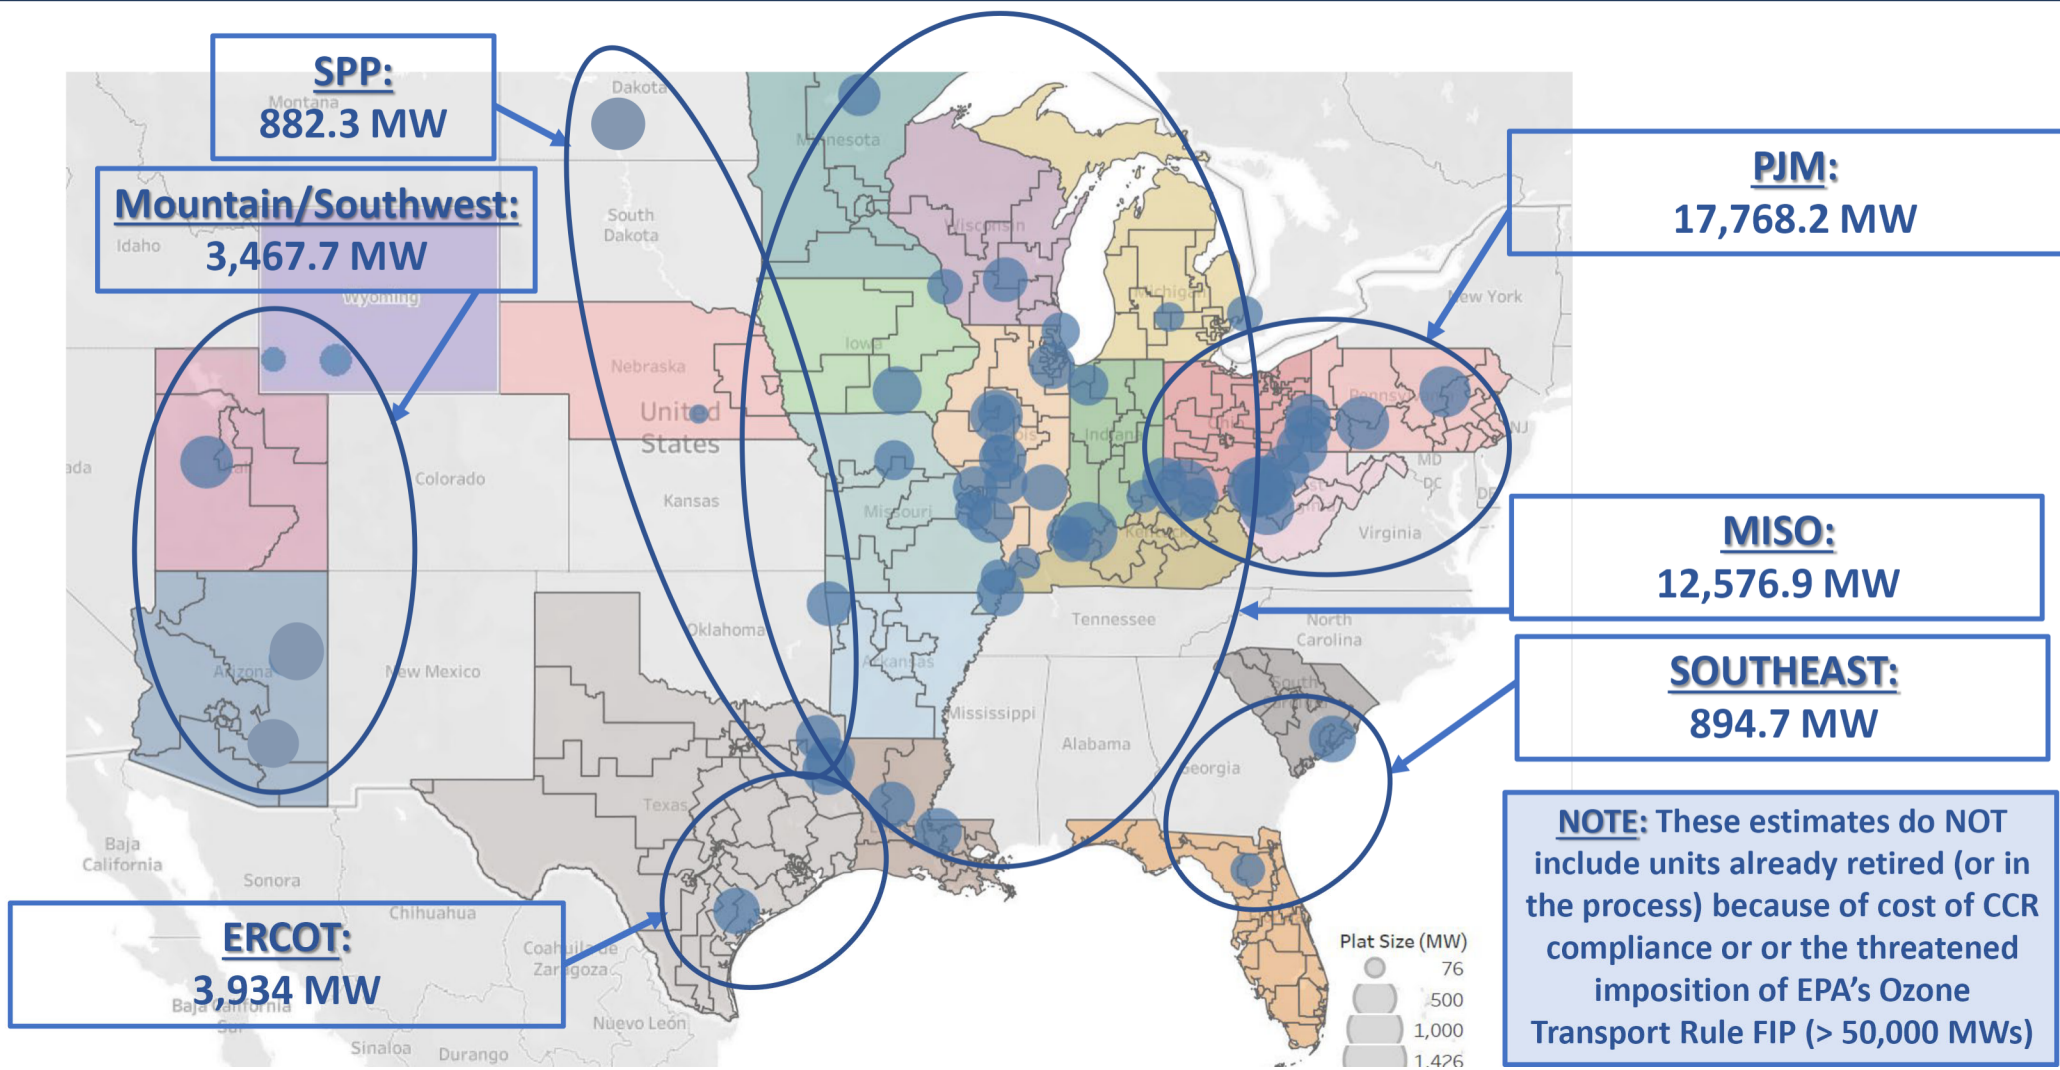 SPP:
882.3 MW
Mountain/Southwest:
3,467.7 MW
PJM:
17,768.2 MW
MISO:
12,576.9 MW
SOUTHEAST:
894.7 MW
ERCOT:
3,934 MW
NOTE: These estimates do NOT
include units already retired (or in
the process) because of cost of CCR
compliance or or the threatened
imposition of EPA's Ozone
Transport Rule FIP (> 50,000 MWs)
Plat Size (MW)
76
500
1,000
1,426
Montana
Dakota
Minnesota
South
Dakota
Idaho
Wyoming
Wisconsin
Michigan
New York
Iowa
Nebraska
United
States
Indiana
NJ
MD
DC
DE
ada
Colorado
Kansas
Missouri
Kentucky
Virginia
Tennessee
North
Carolina
Oklahoma
Arkansas
Arizona
New Mexico
South
Mississippi
Alabama
Georgia
Texas
Baja
California
Sonora
Chihuahua
Coahuila de
Zaragoza
Baja California
Sur
Nuevo León
Sinaloa
Durango